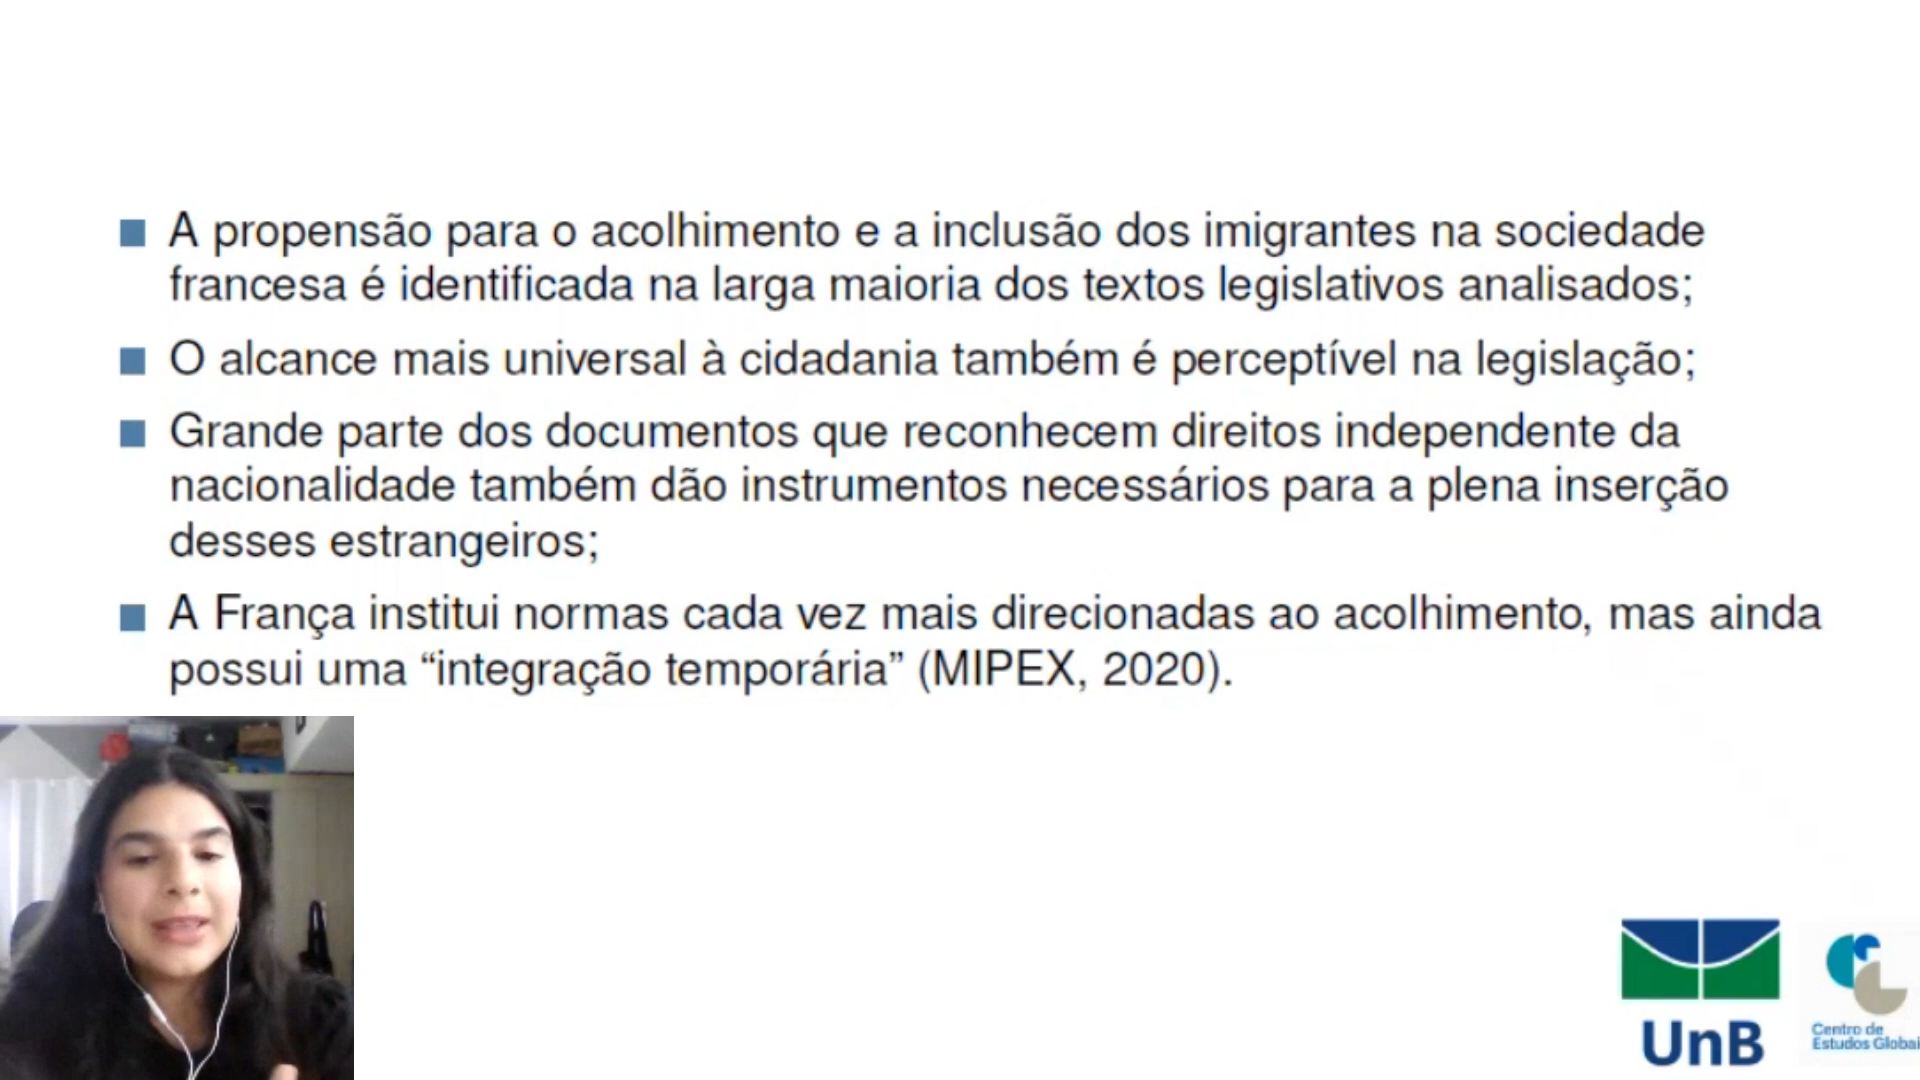 A propensão para o acolhimento e a inclusão dos imigrantes na sociedade
francesa é identificada na larga maioria dos textos legislativos analisados;
O alcance mais universal à cidadania também é perceptível na legislação;
Grande parte dos documentos que reconhecem direitos independente da
nacionalidade também dão instrumentos necessários para a plena inserção
desses estrangeiros;
A França institui normas cada vez mais direcionadas ao acolhimento, mas ainda
possui uma “integração temporária” (MIPEX, 2020).
UnB
Centro de
Estudos Globai